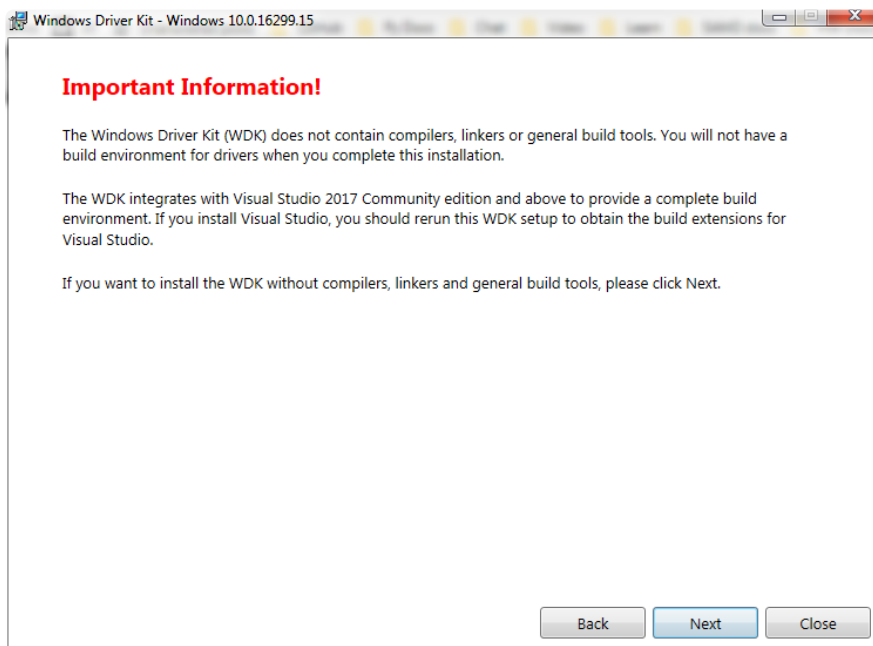 Windows Driver Kit - Windows 10.0.16299.15
Important Information!
The Windows Driver Kit (WDK) does not contain compilers, linkers or general build tools. You will not have a
build environment for drivers when you complete this installation.
The WDK integrates with Visual Studio 2017 Community edition and above to provide a complete build
environment. If you install Visual Studio, you should rerun this WDK setup to obtain the build extensions for
Visual Studio.
If you want to install the WDK without compilers, linkers and general build tools, please click Next.
Back Next Close